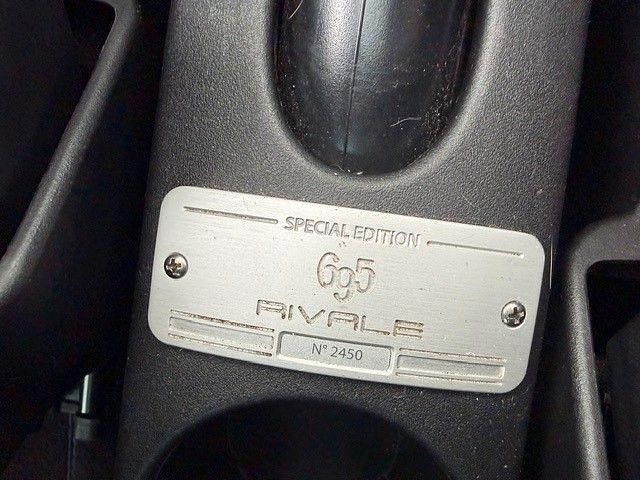 SPECIAL EDITION
695
RIVALE
N° 2450